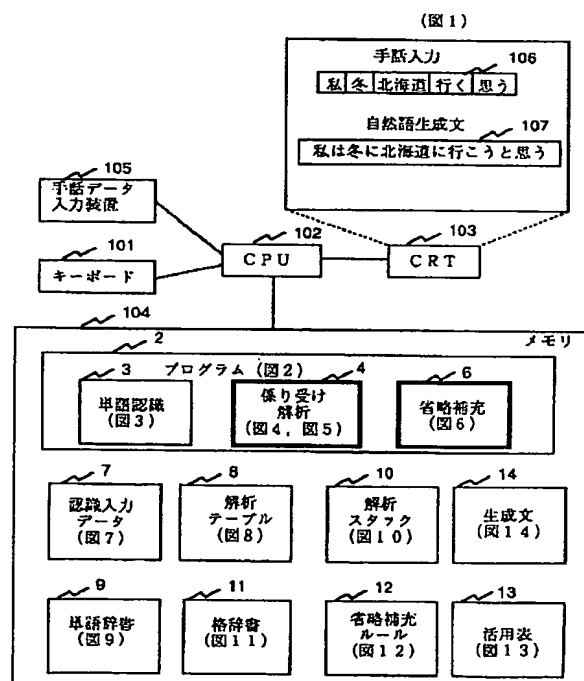 (図1)
手話入力
106
私 冬 北海道 行く 思う
自然語生成文
107
私は冬に北海道に行こうと思う
105
手話データ
入力装置
101
キーボード
102
CPU
103
CRT
104
メモリ
2
プログラム(図2)
3
単語認識
(図3)
4
係り受け
解析
(図4,図5)
6
省略補充
(図6)
7
認識入力
データ
(図7)
8
解析
テーブル
(図8)
10
解析
スタック
(図10)
14
生成文
(図14)
9
単語辞書
(図9)
11
格辞書
(図11)
12
省略補充
ルール
(図12)
13
活用表
(図13)